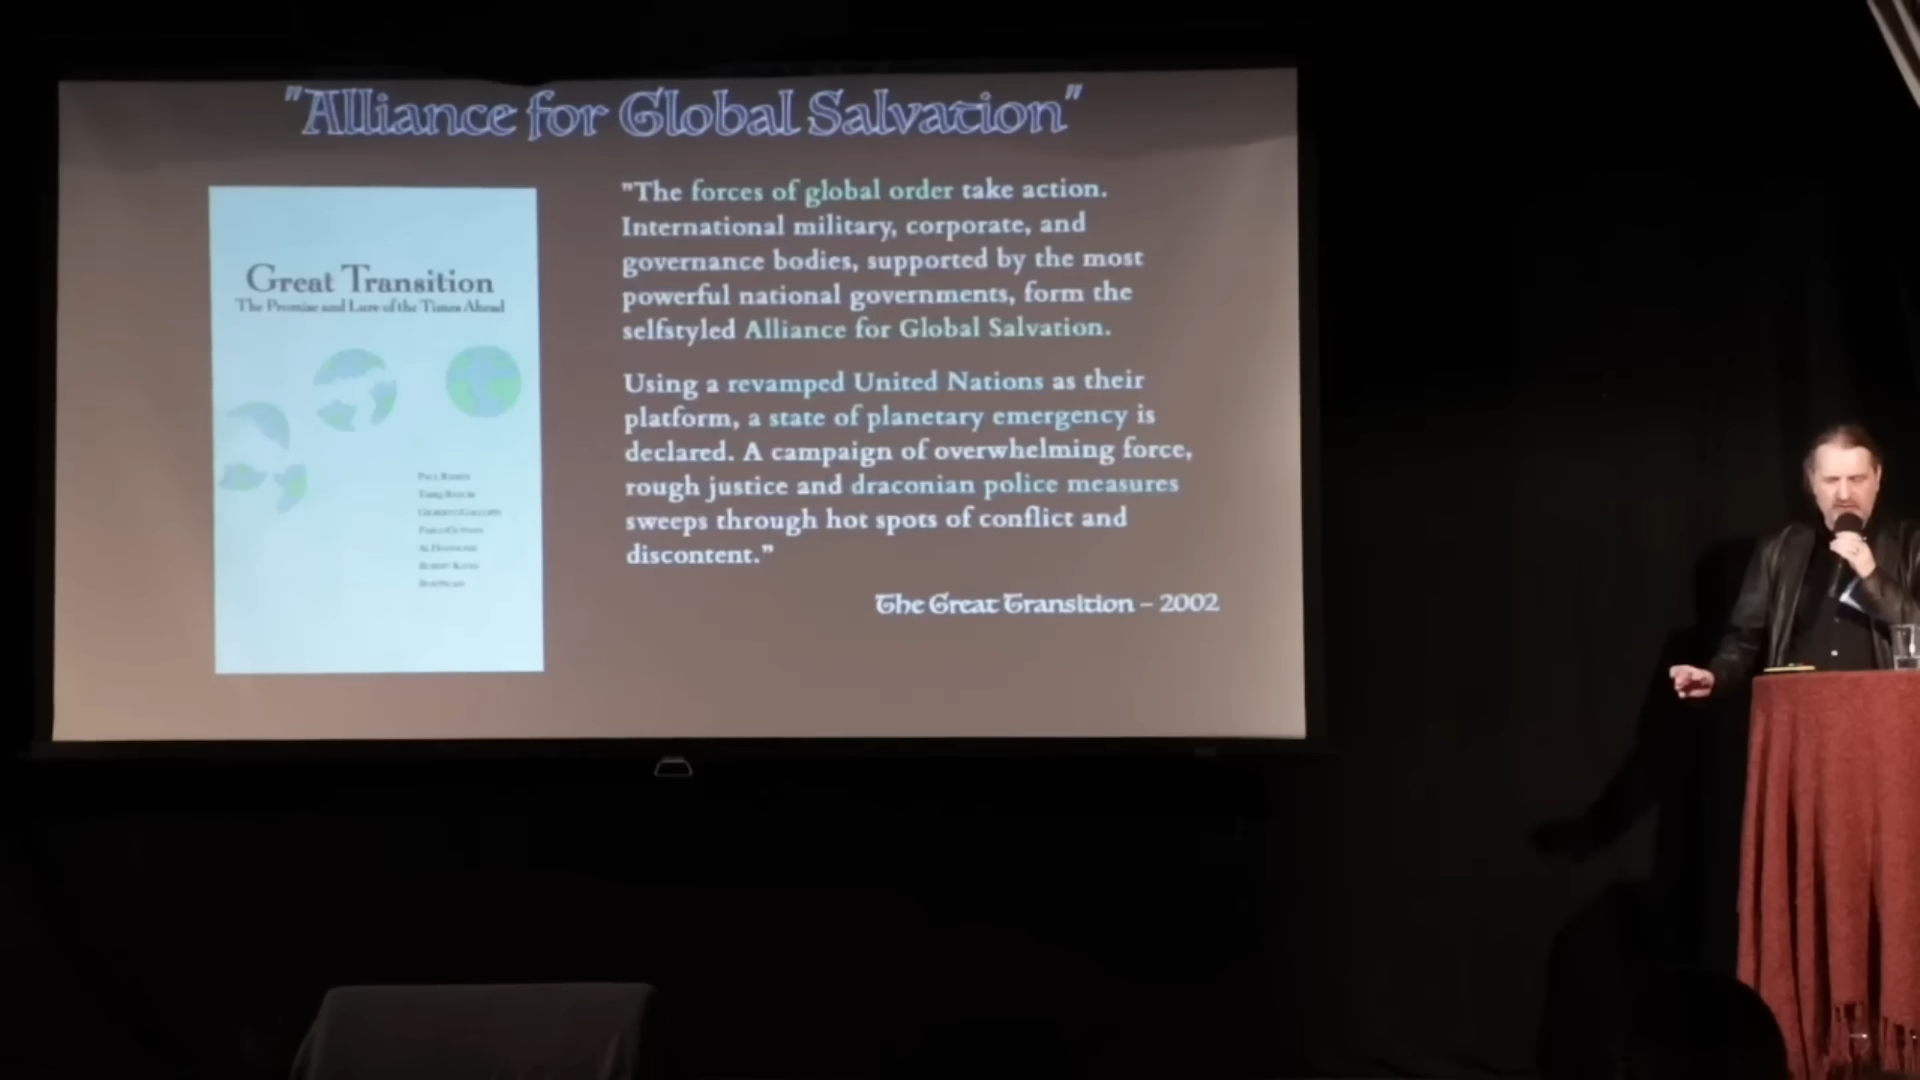 "Alliance for Global Salvation"
Great Transition
The Promise and Lure of the Times Ahead
"The forces of global order take action.
International military, corporate, and
governance bodies, supported by the most
powerful national governments, form the
selfstyled Alliance for Global Salvation.
Using a revamped United Nations as their
platform, a state of planetary emergency is
declared. A campaign of overwhelming force,
rough justice and draconian police measures
sweeps through hot spots of conflict and
discontent.”
The Great Transition – 2002